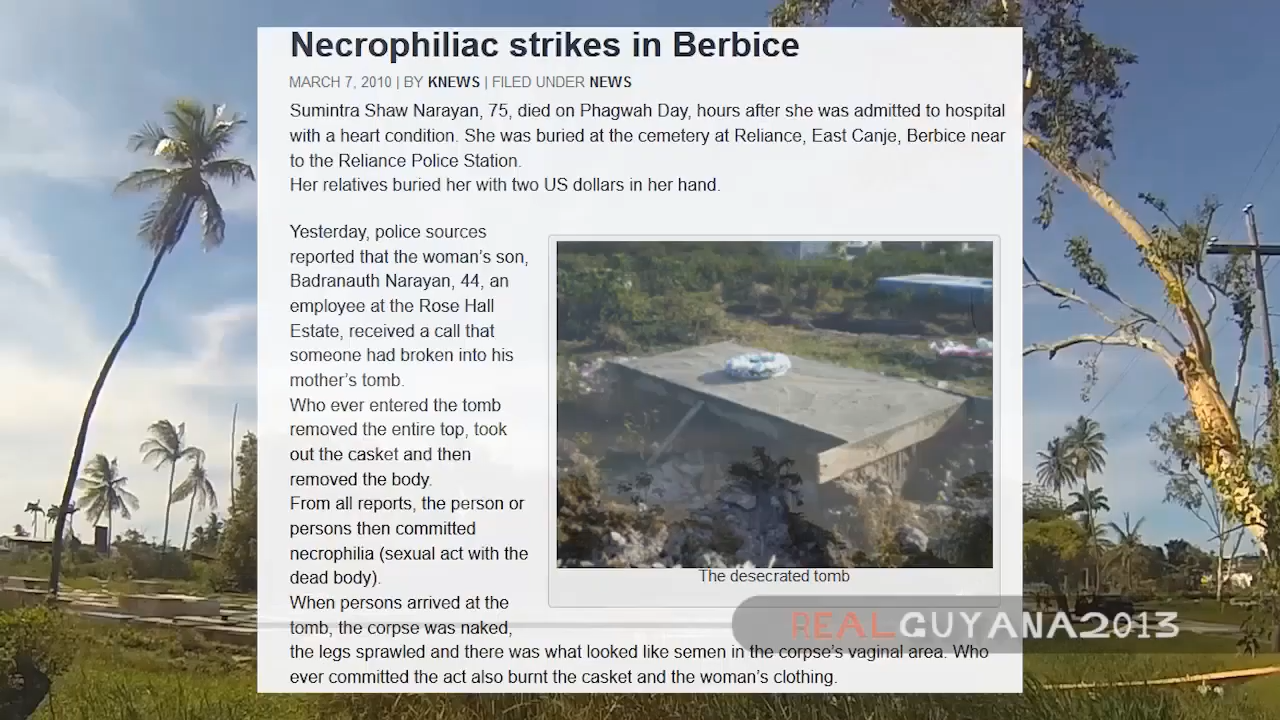 Necrophiliac strikes in Berbice
MARCH 7, 2010 | BY KNEWS | FILED UNDER NEWS
Sumintra Shaw Narayan, 75, died on Phagwah Day, hours after she was admitted to hospital
with a heart condition. She was buried at the cemetery at Reliance, East Canje, Berbice near
to the Reliance Police Station.
Her relatives buried her with two US dollars in her hand.
Yesterday, police sources
reported that the woman's son,
Badranauth Narayan, 44, an
employee at the Rose Hall
Estate, received a call that
someone had broken into his
mother's tomb.
Who ever entered the tomb
removed the entire top, took
out the casket and then
removed the body.
From all reports, the person or
persons then committed
necrophilia (sexual act with the
dead body).
When persons arrived at the
tomb, the corpse was naked,
the legs sprawled and there was what looked like semen in the corpse's vaginal area. Who
ever committed the act also burnt the casket and the woman's clothing.
The desecrated tomb
REALGUYANA2013